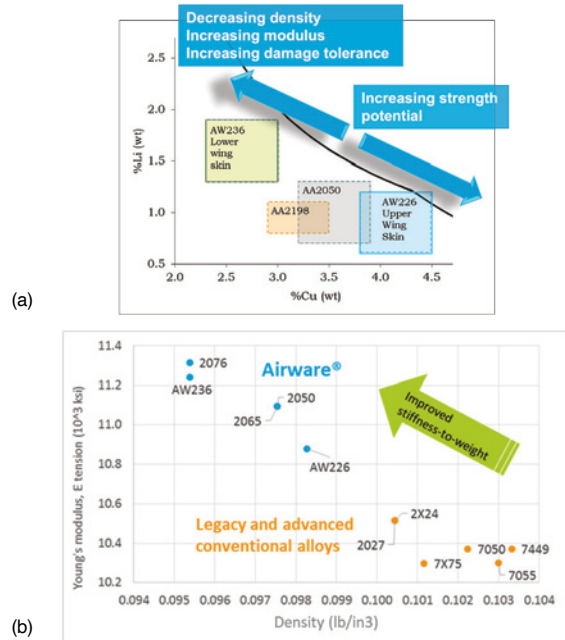 Decreasing density
Increasing modulus
Increasing damage tolerance
Increasing strength
potential
%Li (wt)
2.5
2.0
1.5
1.0
0.5
AW236
Lower
wing
skin
AA2198
AA2050
AW226
Upper
Wing
Skin
2.0
2.5
3.0
3.5
4.0
4.5
%Cu (wt)
(a)
Young's modulus, E tension (10^3 ksi)
11.4
11.2
11.0
10.8
10.6
10.4
10.2
2076
AW236
Airware®
2050
2065
AW226
Improved
stiffness-to-weight
Legacy and advanced
conventional alloys
2X24
2027
7050
7449
7X75
7055
0.094
0.095
0.096
0.097
0.098
0.099
0.100
0.101
0.102
0.103
0.104
Density (lb/in3)
(b)